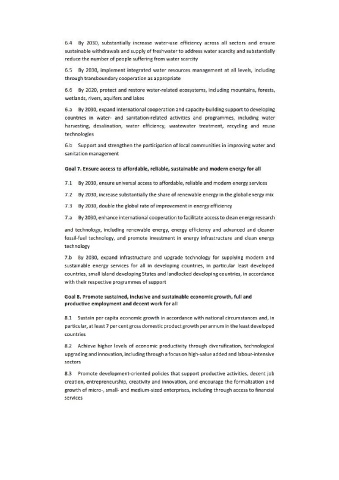 6.4 By 2030, substantially increase water-use efficiency across all sectors and ensure
sustainable withdrawals and supply of freshwater to address water scarcity and substantially
reduce the number of people suffering from water scarcity
6.5 By 2030, implement integrated water resources management at all levels, including
through transboundary cooperation as appropriate
6.6 By 2020, protect and restore water-related ecosystems, including mountains, forests,
wetlands, rivers, aquifers and lakes
6.a By 2030, expand international cooperation and capacity-building support to developing
countries in water- and sanitation-related activities and programmes, including water
harvesting, desalination, water efficiency, wastewater treatment, recycling and reuse
technologies
6.b Support and strengthen the participation of local communities in improving water and
sanitation management
Goal 7. Ensure access to affordable, reliable, sustainable and modern energy for all
7.1 By 2030, ensure universal access to affordable, reliable and modern energy services
7.2 By 2030, increase substantially the share of renewable energy in the global energy mix
7.3 By 2030, double the global rate of improvement in energy efficiency
7.a By 2030, enhance international cooperation to facilitate access to clean energy research
and technology, including renewable energy, energy efficiency and advanced and cleaner
fossil-fuel technology, and promote investment in energy infrastructure and clean energy
technology
7.b By 2030, expand infrastructure and upgrade technology for supplying modern and
sustainable energy services for all in developing countries, in particular least developed
countries, small island developing States and landlocked developing countries, in accordance
with their respective programmes of support
Goal 8. Promote sustained, inclusive and sustainable economic growth, full and
productive employment and decent work for all
8.1 Sustain per capita economic growth in accordance with national circumstances and, in
particular, at least 7 per cent gross domestic product growth per annum in the least developed
countries
8.2 Achieve higher levels of economic productivity through diversification, technological
upgrading and innovation, including through a focus on high-value added and labour-intensive
sectors
8.3 Promote development-oriented policies that support productive activities, decent job
creation, entrepreneurship, creativity and innovation, and encourage the formalization and
growth of micro-, small- and medium-sized enterprises, including through access to financial
services